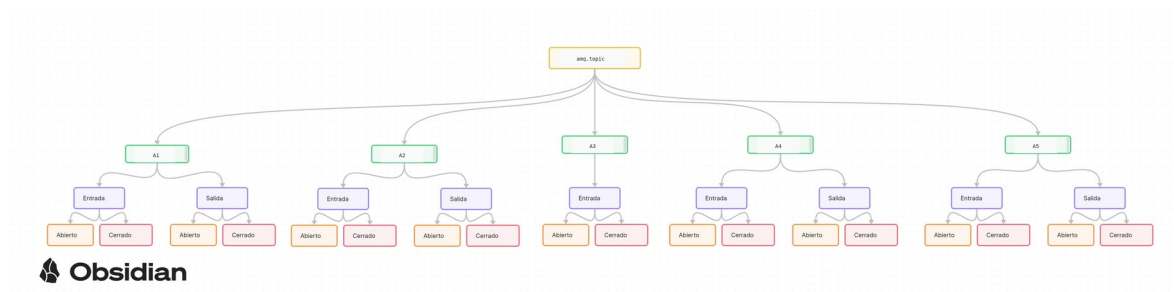 amq.topic
A1
A2
A3
A4
A5
Entrada
Salida
Entrada
Salida
Entrada
Entrada
Salida
Entrada
Salida
Abierto
Cerrado
Abierto
Cerrado
Abierto
Cerrado
Abierto
Cerrado
Abierto
Cerrado
Abierto
Cerrado
Abierto
Cerrado
Abierto
Cerrado
Abierto
Cerrado
Obsidian